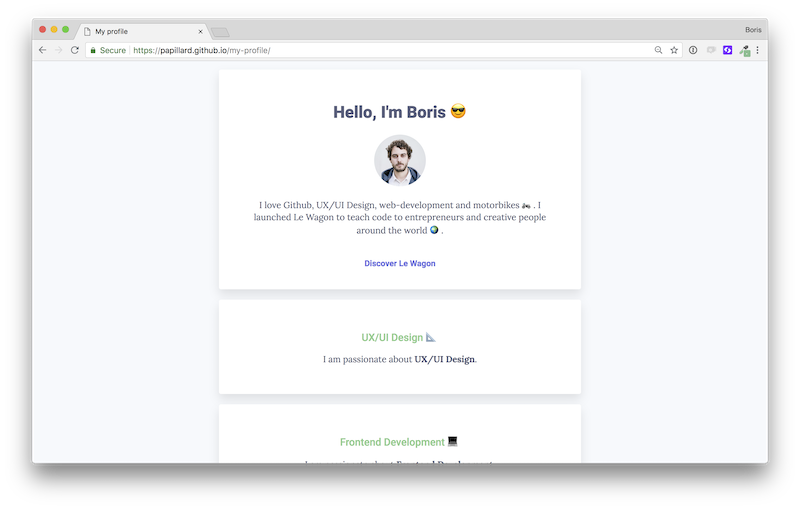 My profile
Boris
Secure https://papillard.github.io/my-profile/
Hello, I'm Boris 😎
I love Github, UX/UI Design, web-development and motorbikes 🏍 . I
launched Le Wagon to teach code to entrepreneurs and creative people
around the world 🌍 .
Discover Le Wagon
UX/UI Design 📐
I am passionate about UX/UI Design.
Frontend Development 💻